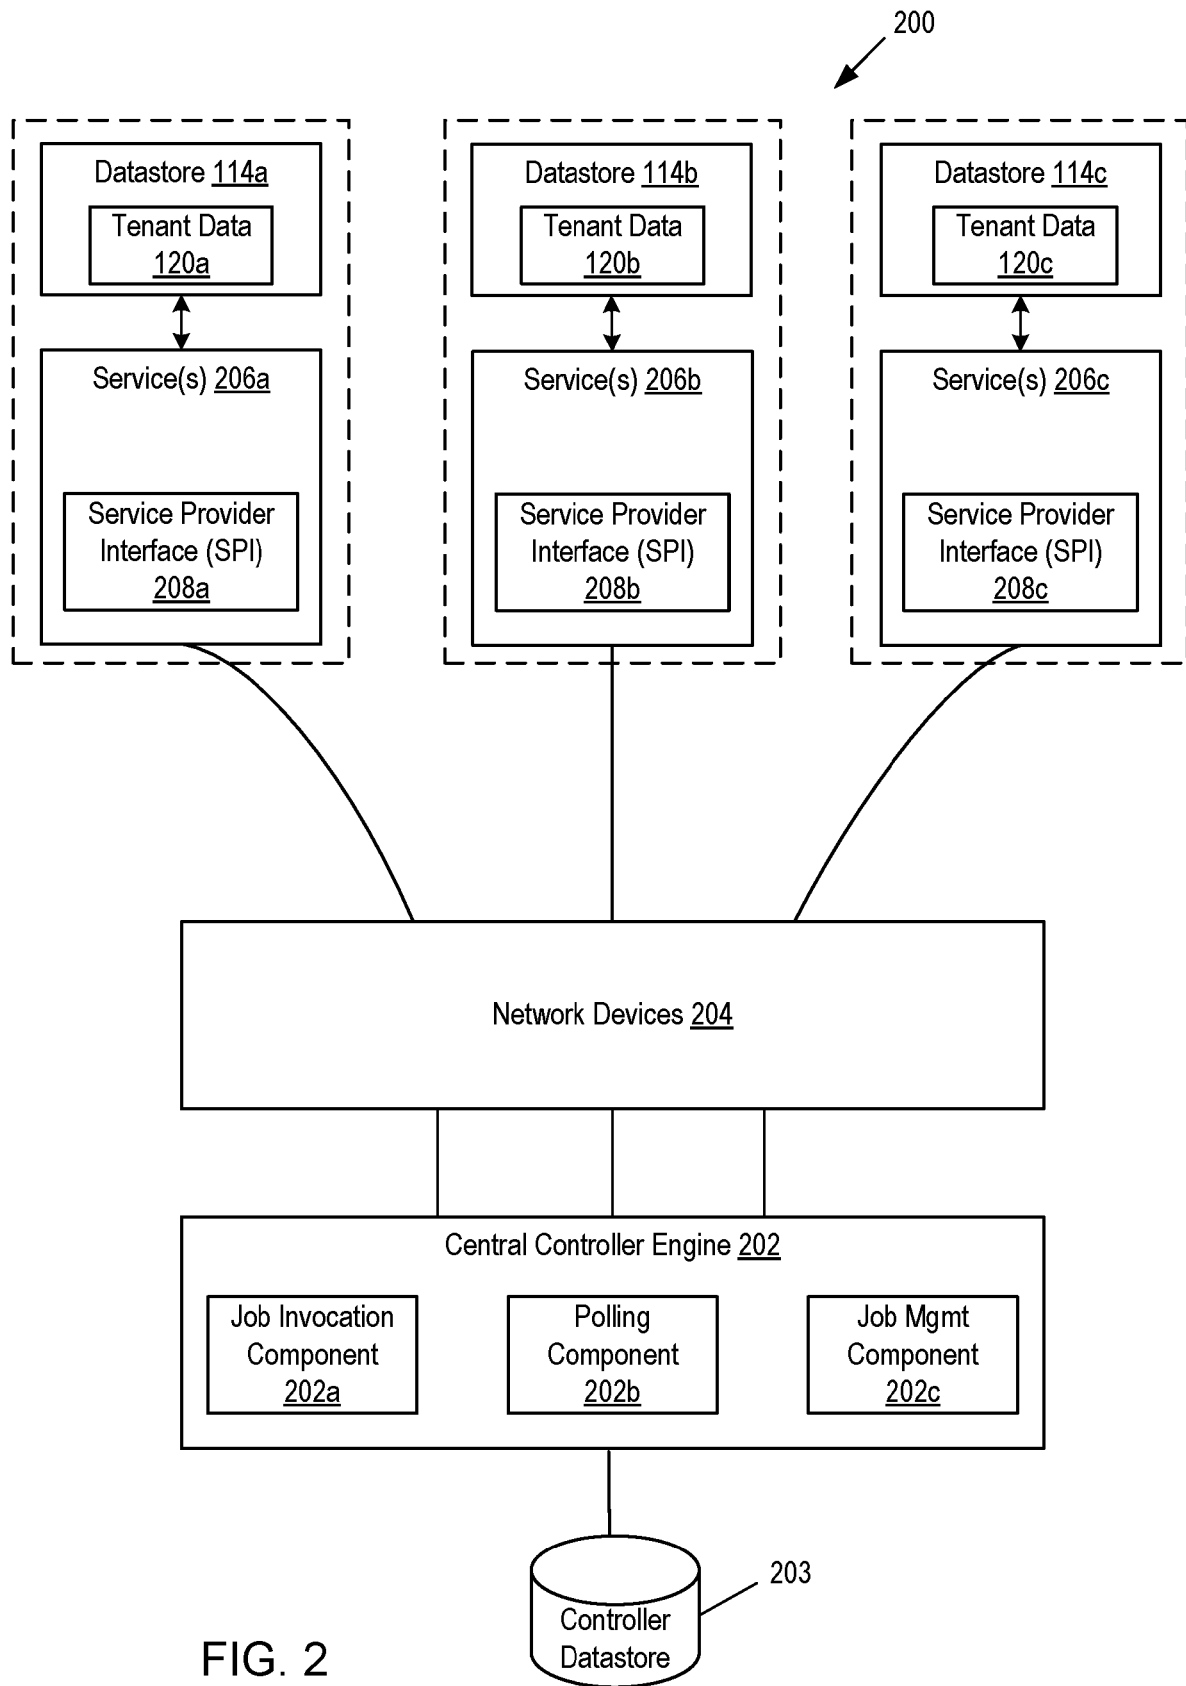 200
Datastore 114a
Tenant Data
120a
Service(s) 206a
Service Provider
Interface (SPI)
208a
Datastore 114b
Tenant Data
120b
Service(s) 206b
Service Provider
Interface (SPI)
208b
Datastore 114c
Tenant Data
120c
Service(s) 206c
Service Provider
Interface (SPI)
208c
Network Devices 204
Central Controller Engine 202
Job Invocation
Component
202a
Polling
Component
202b
Job Mgmt
Component
202c
203
Controller
Datastore
FIG. 2